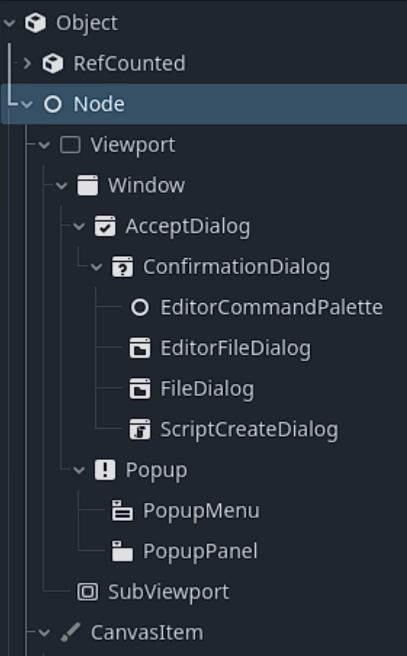 Object
RefCounted
Node
Viewport
Window
AcceptDialog
ConfirmationDialog
EditorCommandPalette
EditorFileDialog
FileDialog
ScriptCreateDialog
Popup
PopupMenu
PopupPanel
SubViewport
CanvasItem